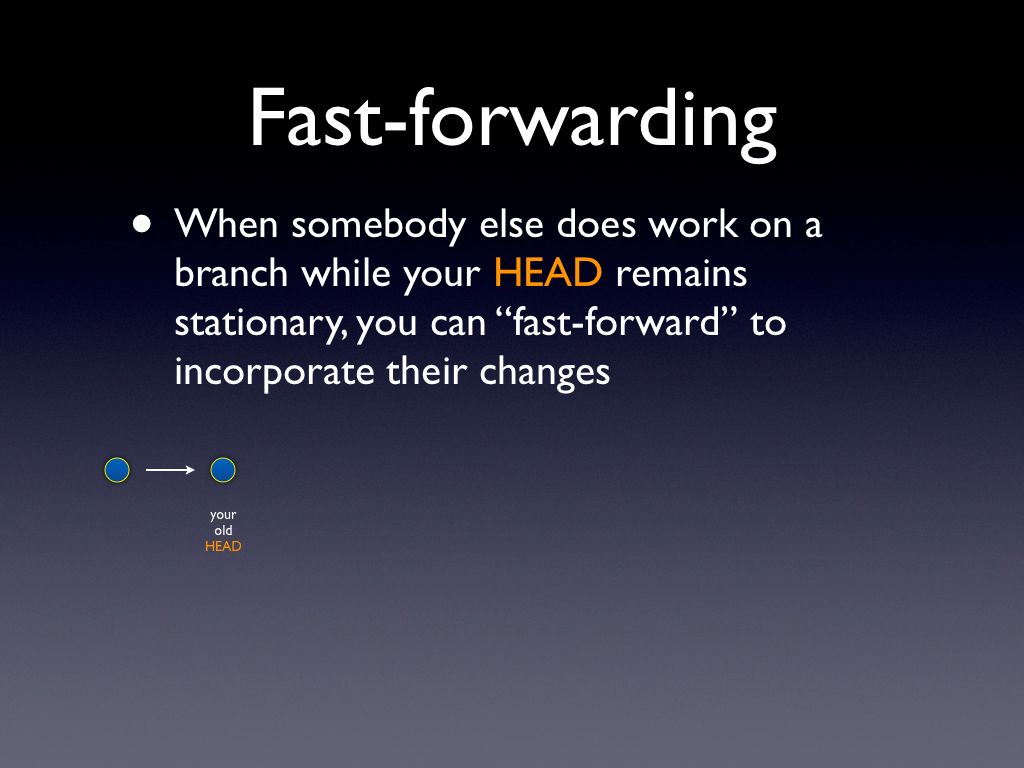 Fast-forwarding
• When somebody else does work on a
branch while your HEAD remains
stationary, you can “fast-forward” to
incorporate their changes
your
old
HEAD